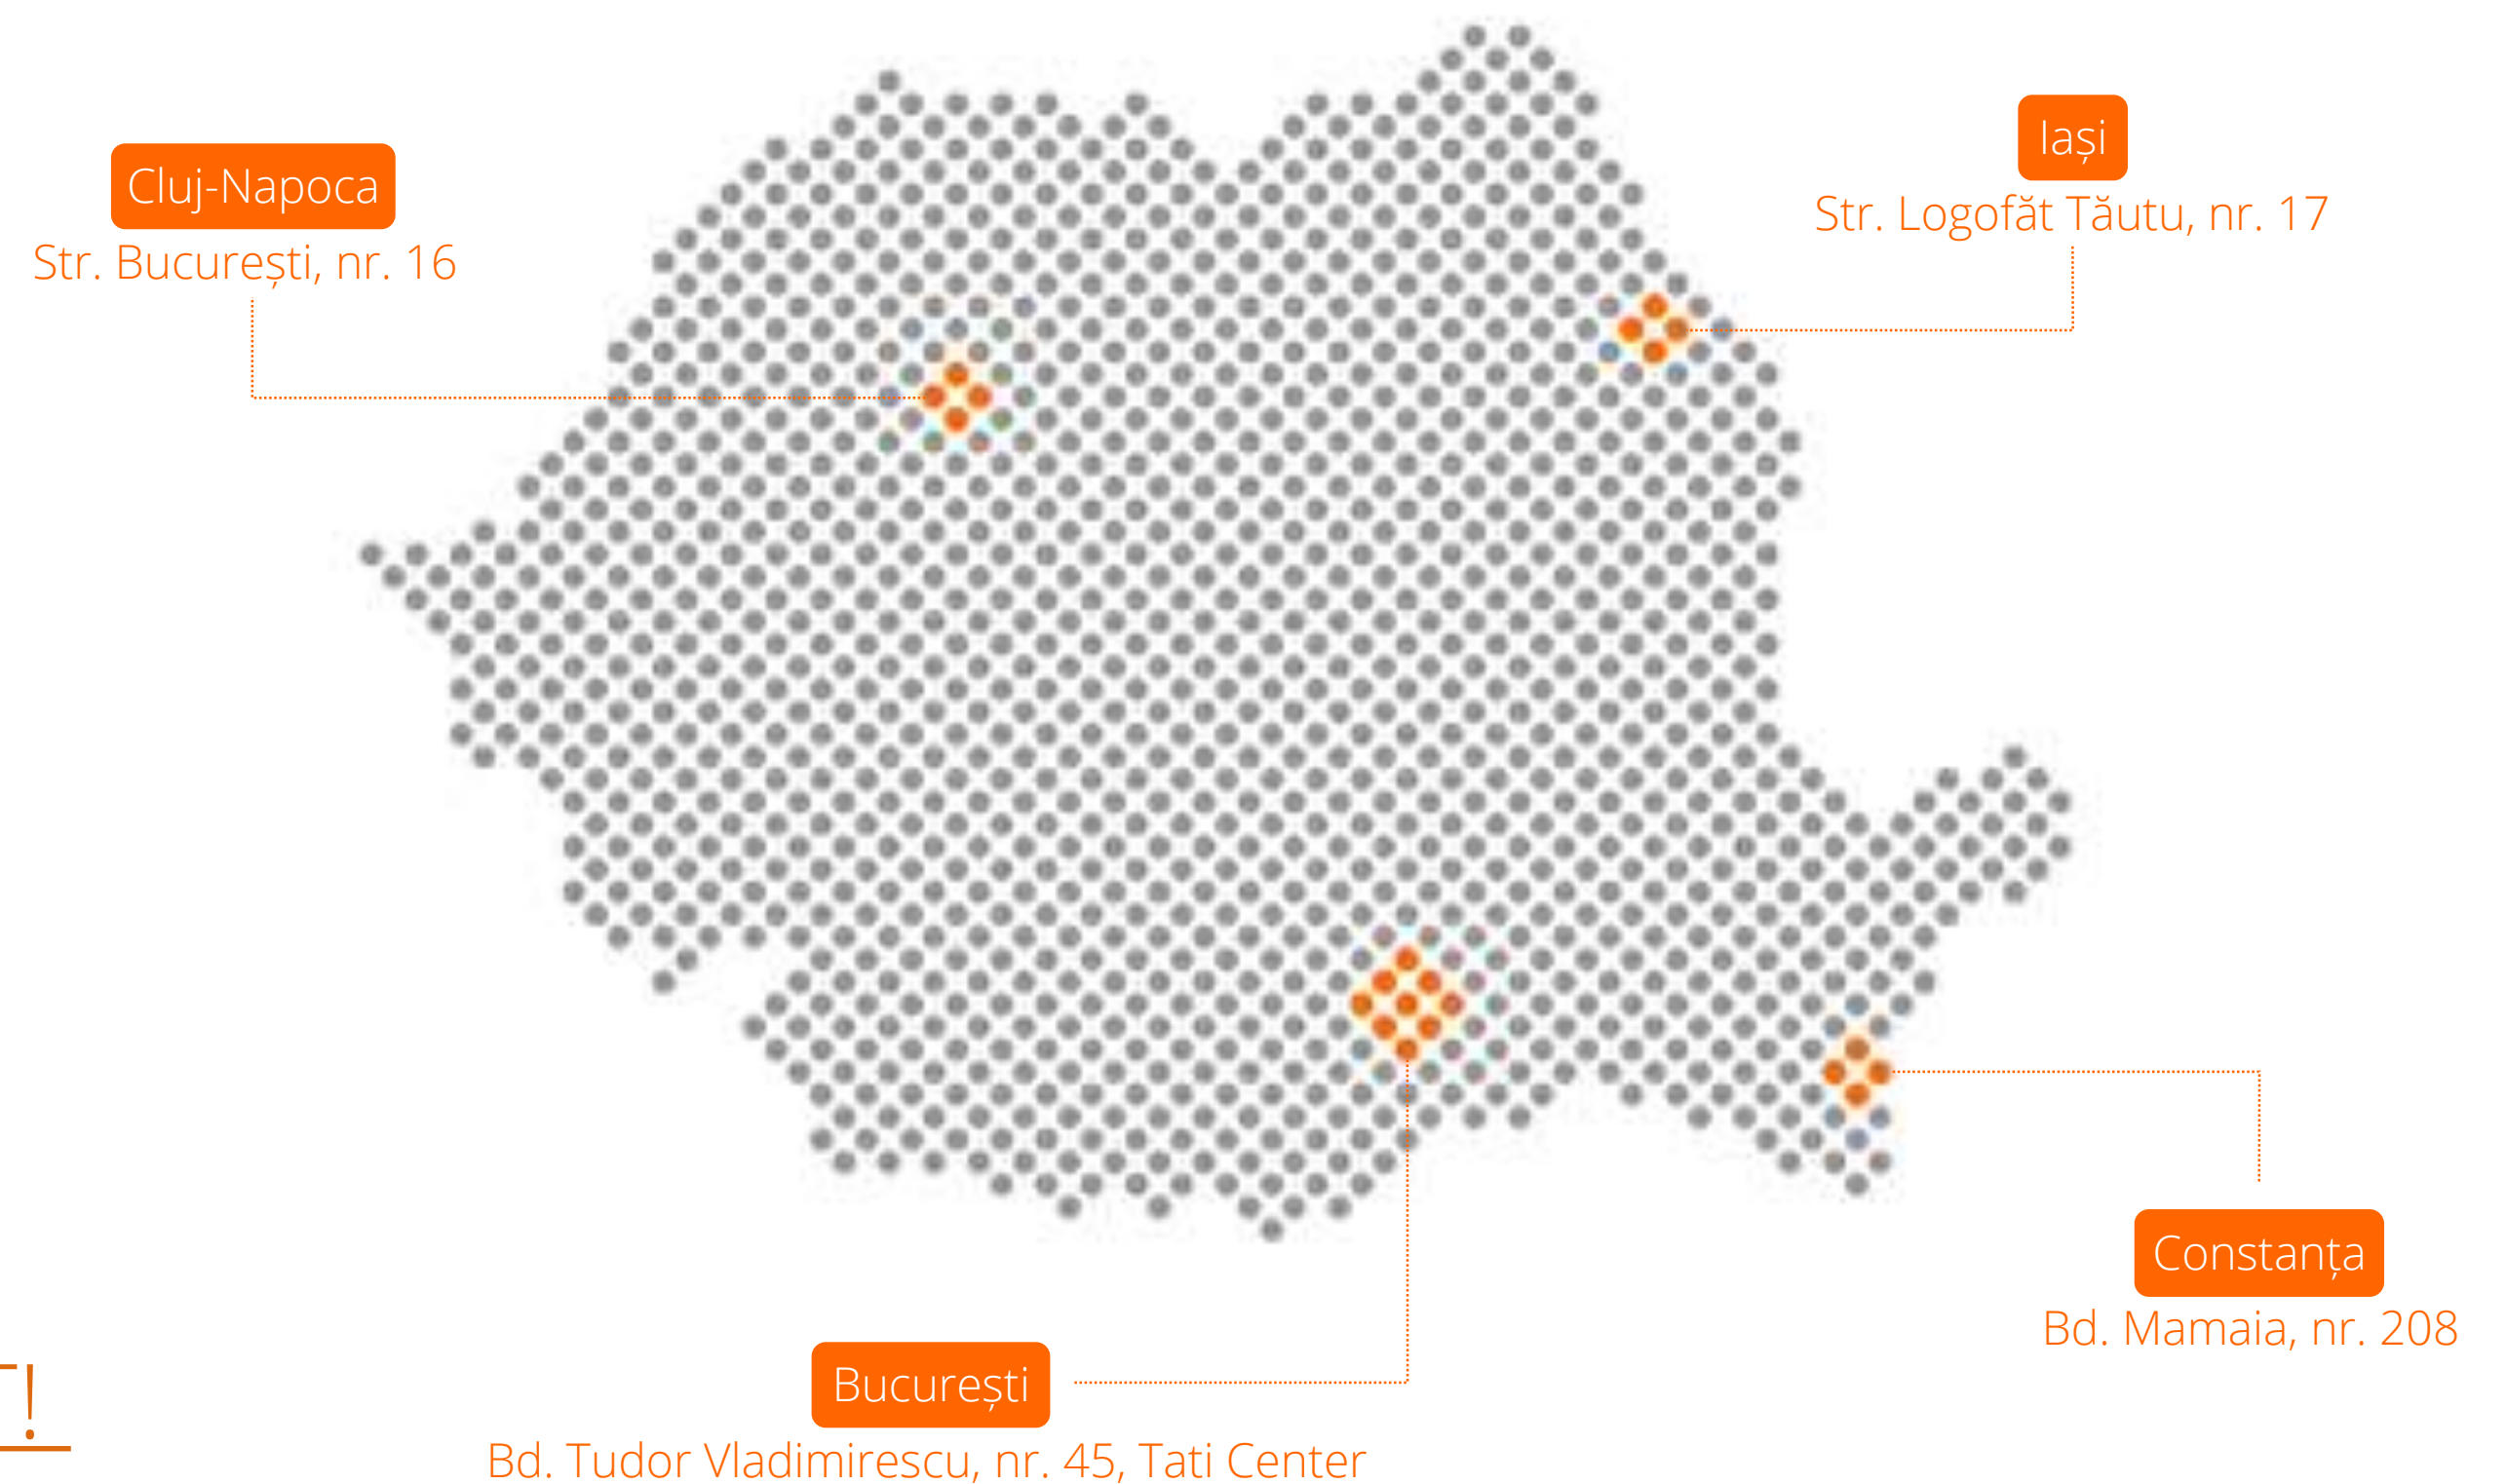 Iași
Str. Logofăt Tăutu, nr. 17
Cluj-Napoca
Str. București, nr. 16
Constanța
Bd. Mamaia, nr. 208
București
Bd. Tudor Vladimirescu, nr. 45, Tati Center